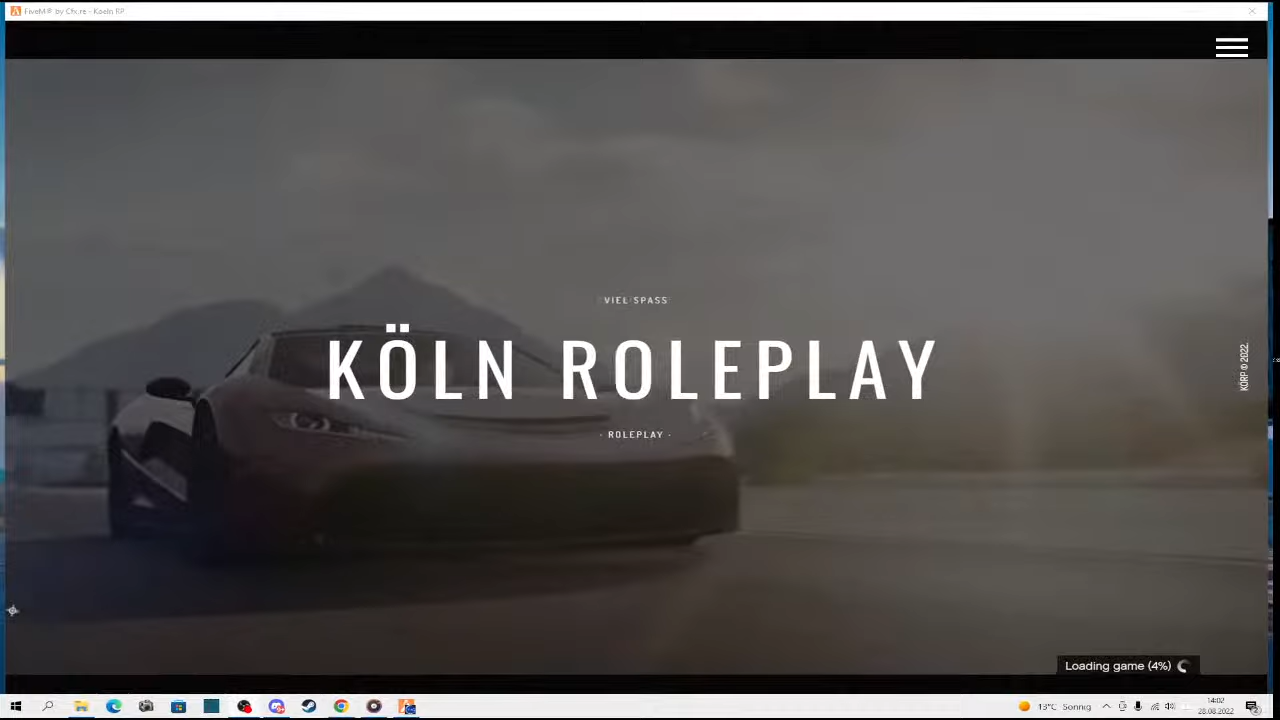 FiveM® by Cfx.re - Koeln RP
VIEL SPASS
KÖLN ROLEPLAY
· ROLEPLAY ·
KÖRP © 2022.
Loading game (4%)
13°C Sonnig
14:02
28.08.2022